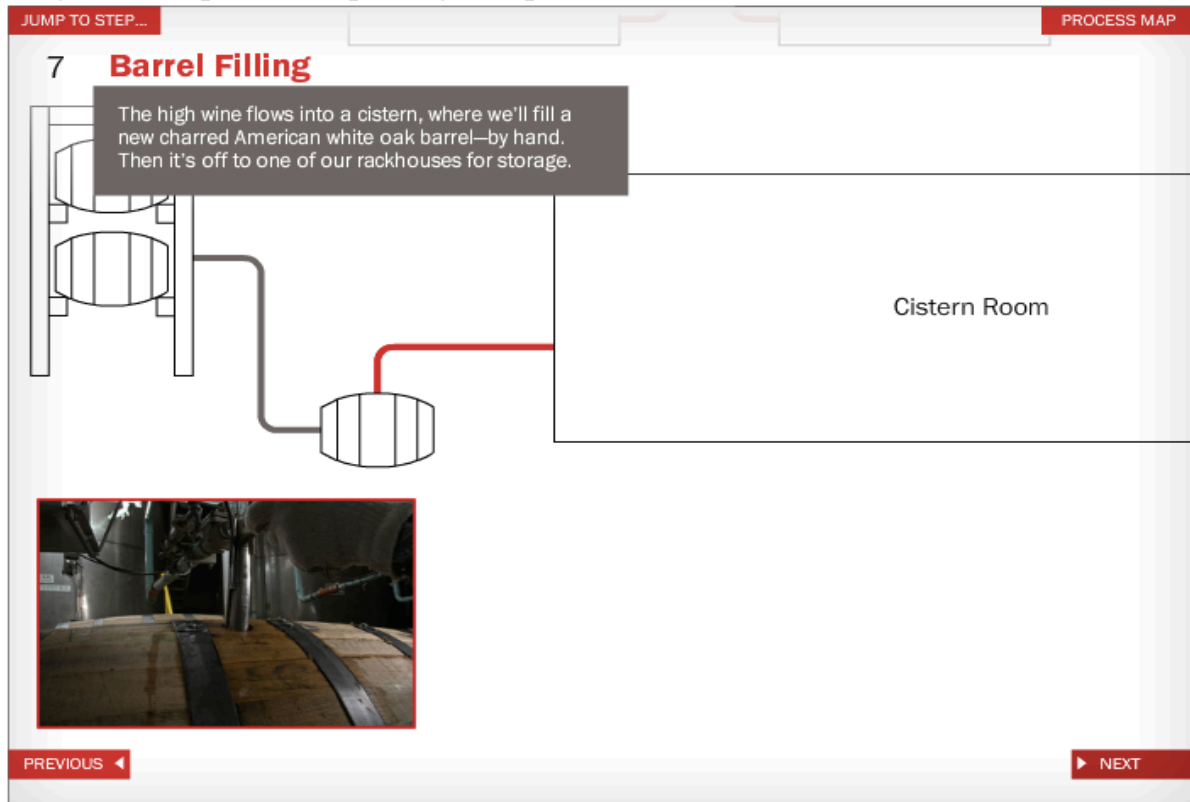 JUMP TO STEP...
PROCESS MAP
7 Barrel Filling
The high wine flows into a cistern, where we’ll fill a
new charred American white oak barrel—by hand.
Then it’s off to one of our rackhouses for storage.
Cistern Room
PREVIOUS
NEXT